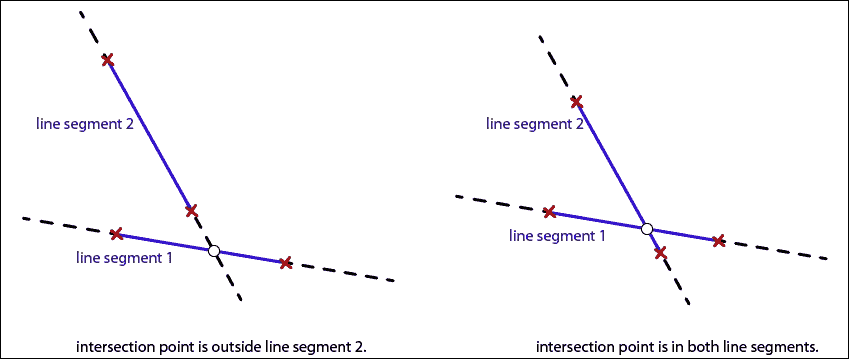 line segment 2
line segment 1
intersection point is outside line segment 2.
line segment 2
line segment 1
intersection point is in both line segments.